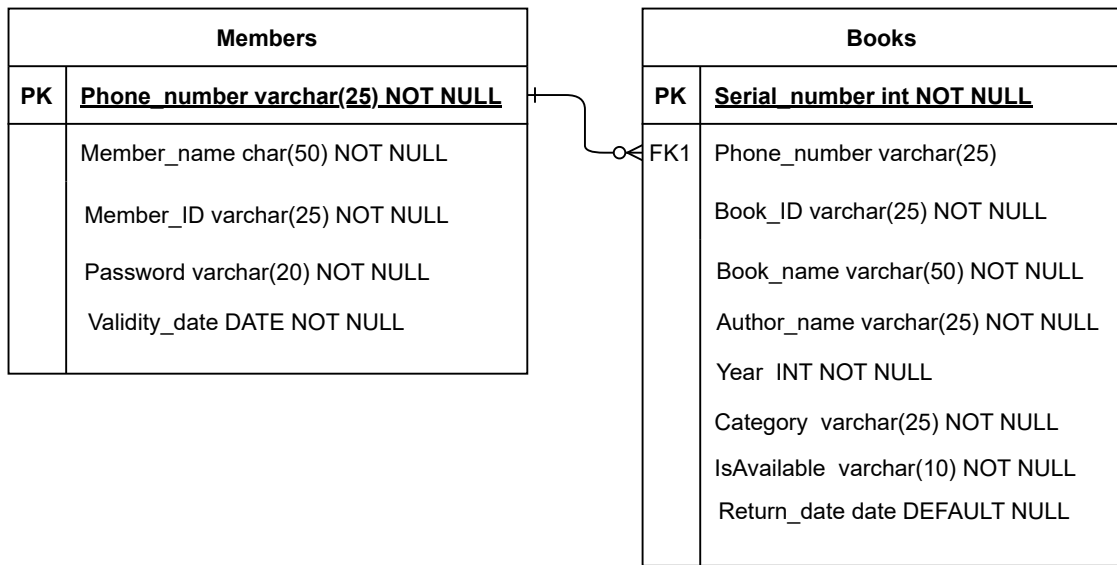 Members
PK Phone_number varchar(25) NOT NULL
Member_name char(50) NOT NULL
Member_ID varchar(25) NOT NULL
Password varchar(20) NOT NULL
Validity_date DATE NOT NULL
Books
PK Serial_number int NOT NULL
FK1 Phone_number varchar(25)
Book_ID varchar(25) NOT NULL
Book_name varchar(50) NOT NULL
Author_name varchar(25) NOT NULL
Year INT NOT NULL
Category varchar(25) NOT NULL
IsAvailable varchar(10) NOT NULL
Return_date date DEFAULT NULL